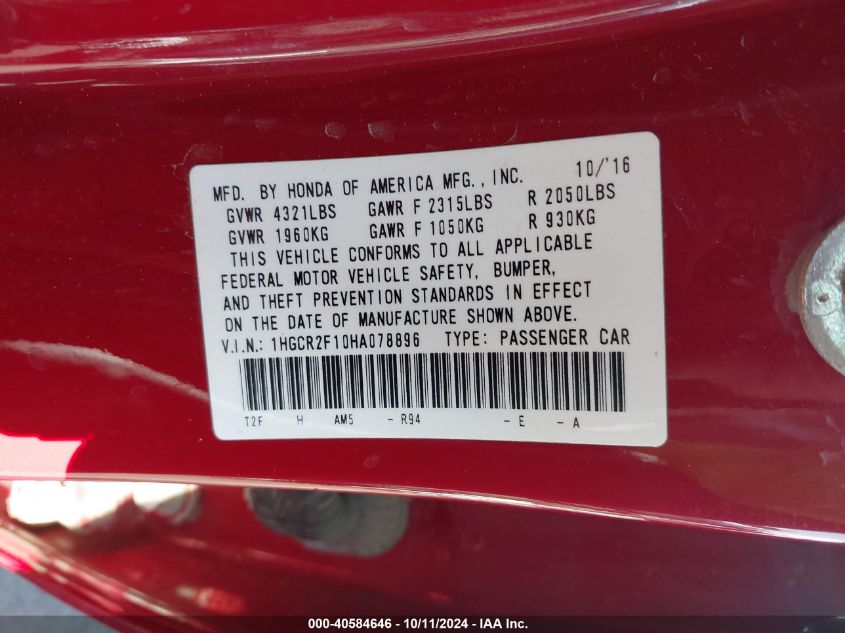 MFD. BY HONDA OF AMERICA MFG., INC. 10/'16
GVWR 4321LBS GAWR F 2315LBS R 2050LBS
GVWR 1960KG GAWR F 1050KG R 930KG
THIS VEHICLE CONFORMS TO ALL APPLICABLE
FEDERAL MOTOR VEHICLE SAFETY, BUMPER,
AND THEFT PREVENTION STANDARDS IN EFFECT
ON THE DATE OF MANUFACTURE SHOWN ABOVE.
V.I.N.: 1HGCR2F10HA078896 TYPE: PASSENGER CAR
T2F H AM5 - R94 - E - A
000-40584646 - 10/11/2024 - IAA Inc.